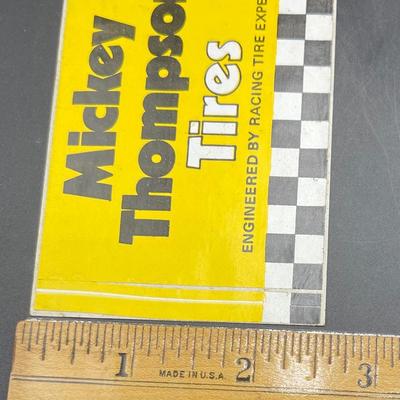 Mickey
Thompson
Tires
ENGINEERED BY RACING TIRE EXPE
1 2 3
MADE IN U.S.A.